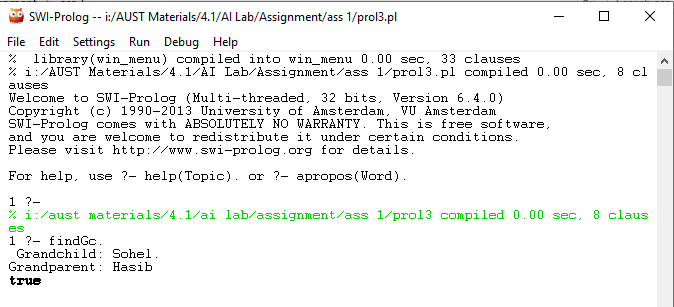 SWI-Prolog -- i:/AUST Materials/4.1/AI Lab/Assignment/ass 1/prol3.pl
File Edit Settings Run Debug Help
% library(win_menu) compiled into win_menu 0.00 sec, 33 clauses
% i:/AUST Materials/4.1/AI Lab/Assignment/ass 1/prol3.pl compiled 0.00 sec, 8 cl
auses
Welcome to SWI-Prolog (Multi-threaded, 32 bits, Version 6.4.0)
Copyright (c) 1990-2013 University of Amsterdam, VU Amsterdam
SWI-Prolog comes with ABSOLUTELY NO WARRANTY. This is free software,
and you are welcome to redistribute it under certain conditions.
Please visit http://www.swi-prolog.org for details.
For help, use ?- help(Topic). or ?- apropos(Word).
1 ?-
% i:/aust materials/4.1/ai lab/assignment/ass 1/prol3 compiled 0.00 sec, 8 claus
es
1 ?- findGc.
Grandchild: Sohel.
Grandparent: Hasib
true